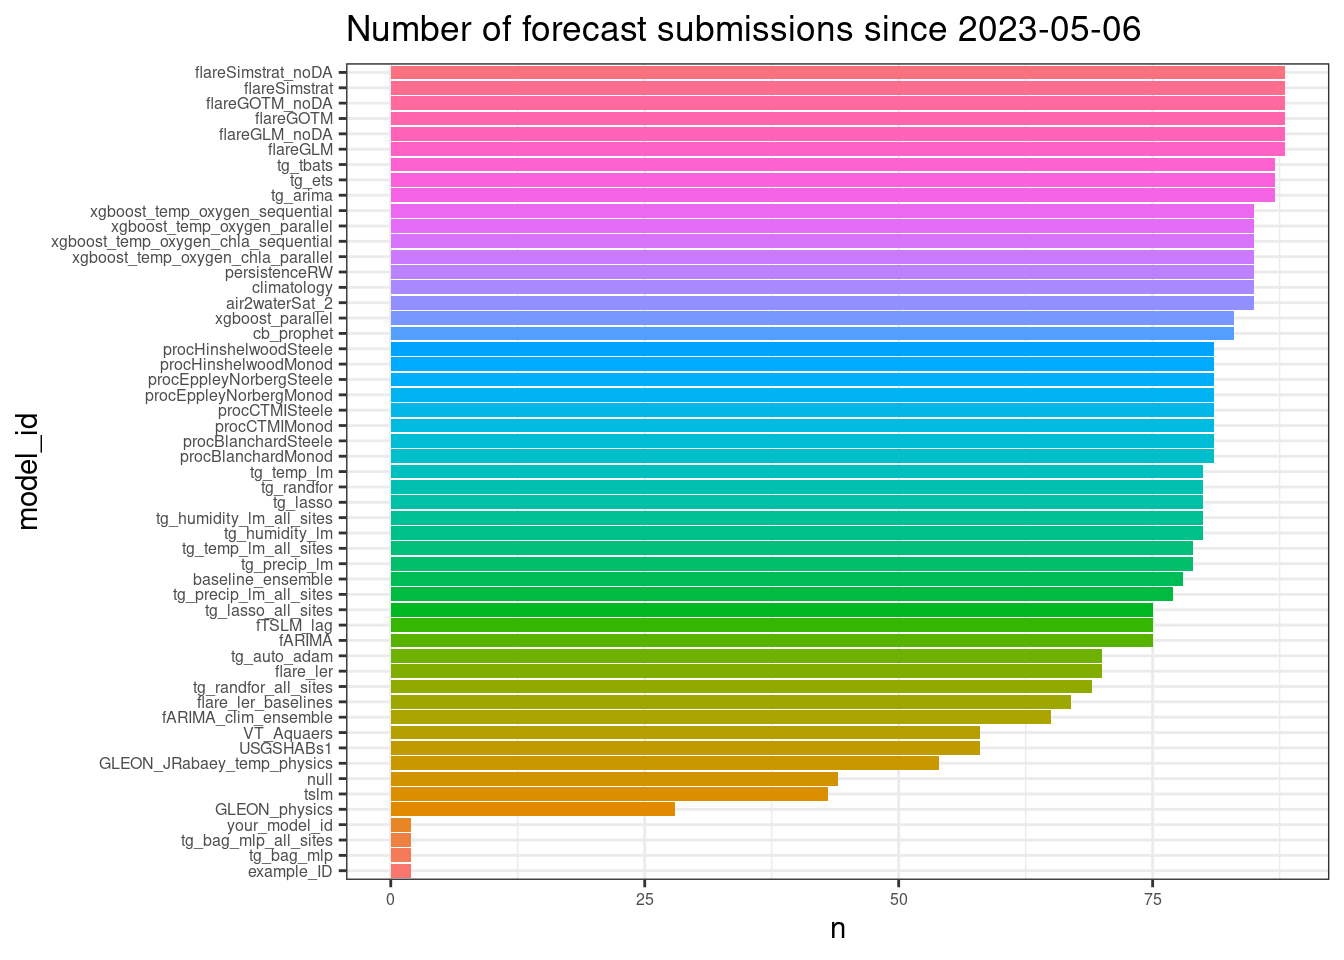 Number of forecast submissions since 2023-05-06
flareSimstrat_noDA
flareSimstrat
flareGOTM_noDA
flareGOTM
flareGLM_noDA
flareGLM
tg_tbats
tg_ets
tg_arima
xgboost_temp_oxygen_sequential
xgboost_temp_oxygen_parallel
xgboost_temp_oxygen_chla_sequential
xgboost_temp_oxygen_chla_parallel
persistenceRW
climatology
air2waterSat_2
xgboost_parallel
cb_prophet
procHinshelwoodSteele
procHinshelwoodMonod
procEppleyNorbergSteele
procEppleyNorbergMonod
procCTMISteele
procCTMIMonod
procBlanchardSteele
procBlanchardMonod
tg_temp_lm
tg_randfor
tg_lasso
tg_humidity_lm_all_sites
tg_humidity_lm
tg_temp_lm_all_sites
tg_precip_lm
baseline_ensemble
tg_precip_lm_all_sites
tg_lasso_all_sites
fTSLM_lag
fARIMA
tg_auto_adam
flare_ler
tg_randfor_all_sites
flare_ler_baselines
fARIMA_clim_ensemble
VT_Aquaers
USGSHABs1
GLEON_JRabaey_temp_physics
null
tslm
GLEON_physics
your_model_id
tg_bag_mlp_all_sites
tg_bag_mlp
example_ID
model_id
0 25 50 75
n